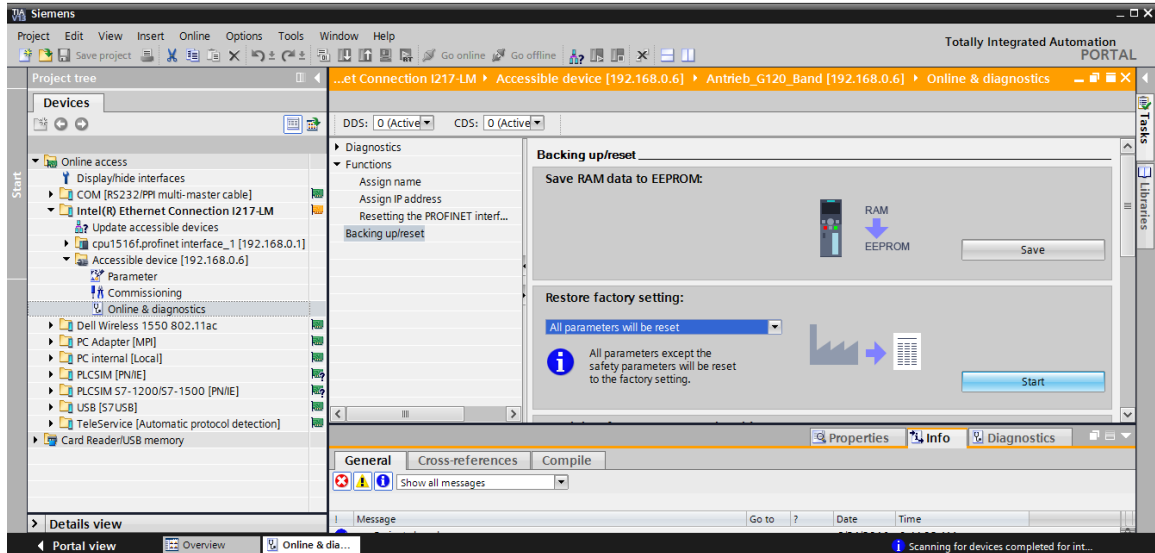 TIA
V13
Siemens
Project Edit View Insert Online Options Tools Window Help
Save project
Go online
Go offline
Totally Integrated Automation
PORTAL
Project tree
...et Connection I217-LM
Accessible device [192.168.0.6]
Antrieb_G120_Band [192.168.0.6]
Online & diagnostics
Devices
Start
Online access
Display/hide interfaces
COM [RS232/PPI multi-master cable]
Intel(R) Ethernet Connection I217-LM
Update accessible devices
cpu1516f.profinet interface_1 [192.168.0.1]
Accessible device [192.168.0.6]
Parameter
Commissioning
Online & diagnostics
Dell Wireless 1550 802.11ac
PC Adapter [MPI]
PC internal [Local]
PLCSIM [PN/IE]
PLCSIM S7-1200/S7-1500 [PN/IE]
USB [S7USB]
TeleService [Automatic protocol detection]
Card Reader/USB memory
Details view
DDS: 0 (Active
CDS: 0 (Active
Diagnostics
Functions
Assign name
Assign IP address
Resetting the PROFINET interf...
Backing up/reset
Backing up/reset
Save RAM data to EEPROM:
RAM
EEPROM
Save
Restore factory setting:
All parameters will be reset
All parameters except the
safety parameters will be reset
to the factory setting.
Start
Tasks
Libraries
Properties
Info
Diagnostics
General
Cross-references
Compile
Show all messages
! Message Go to ? Date Time
Portal view
Overview
Online & dia...
Scanning for devices completed for int...